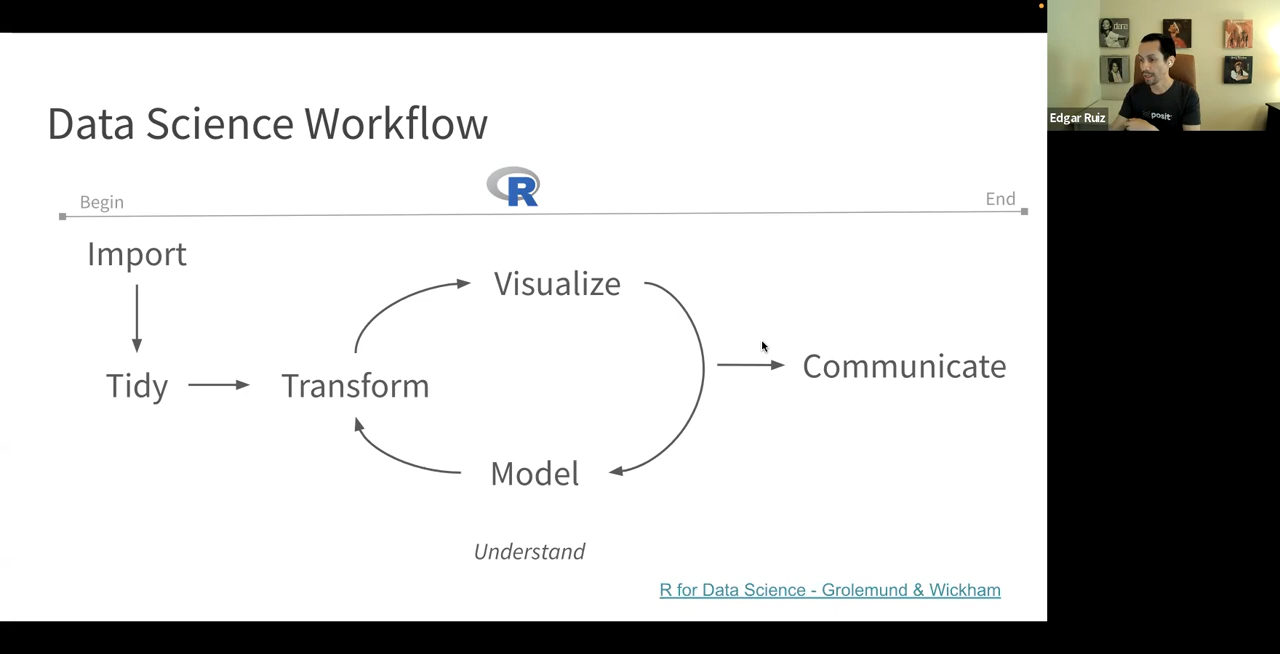 Data Science Workflow
R
Begin
End
Import
Visualize
Tidy
Transform
Communicate
Model
Understand
R for Data Science - Grolemund & Wickham
Edgar Ruiz
posit